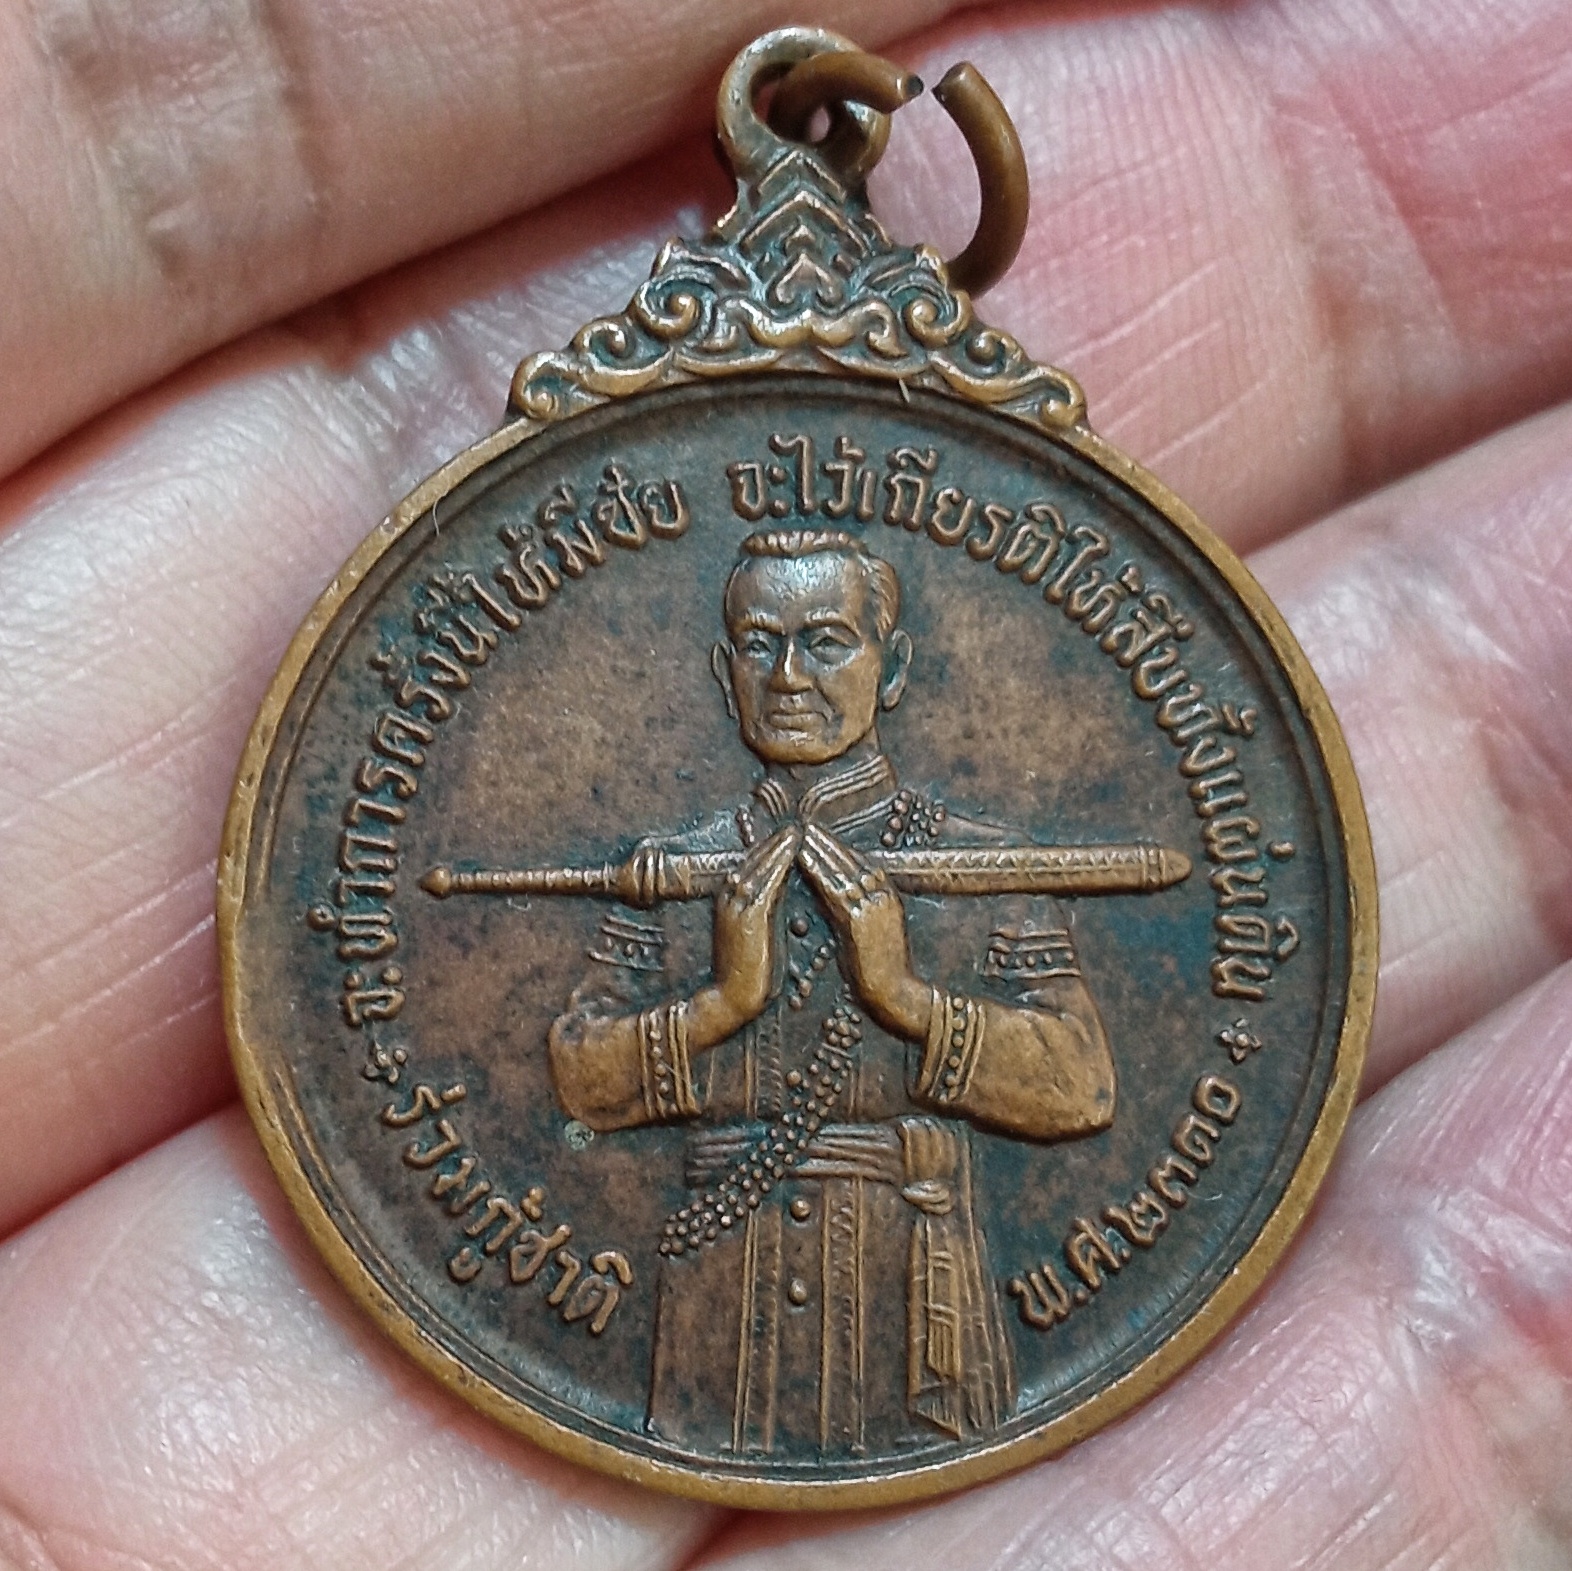 จะทำการครั้งนี้ให้มีชัย จะไว้เกียรติให้สืบทั้งแผ่นดิน
ร่วมกู้ชาติ
พ.ศ.๒๓๑๐